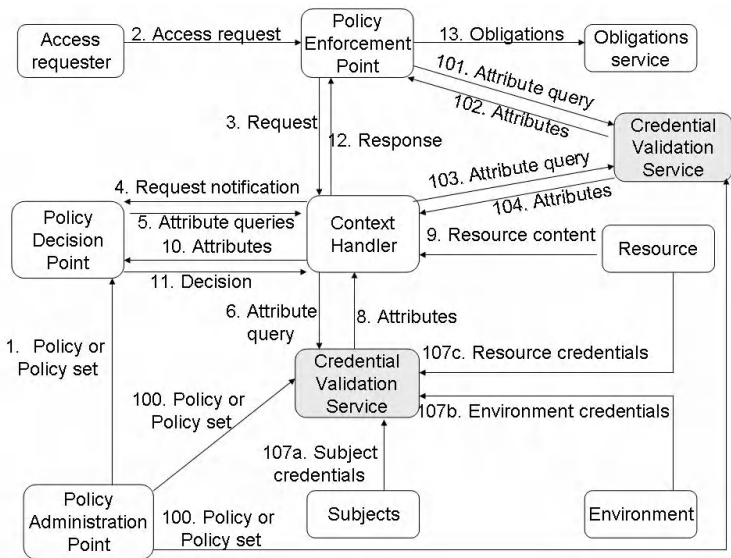 Access
requester
2. Access request
Policy
Enforcement
Point
13. Obligations
Obligations
service
101. Attribute query
102. Attributes
3. Request
12. Response
Credential
Validation
Service
103. Attribute query
104. Attributes
4. Request notification
5. Attribute queries
10. Attributes
11. Decision
Policy
Decision
Point
Context
Handler
9. Resource content
Resource
6. Attribute
query
8. Attributes
1. Policy or
Policy set
Credential
Validation
Service
107c. Resource credentials
107b. Environment credentials
100. Policy or
Policy set
107a. Subject
credentials
Policy
Administration
Point
100. Policy or
Policy set
Subjects
Environment